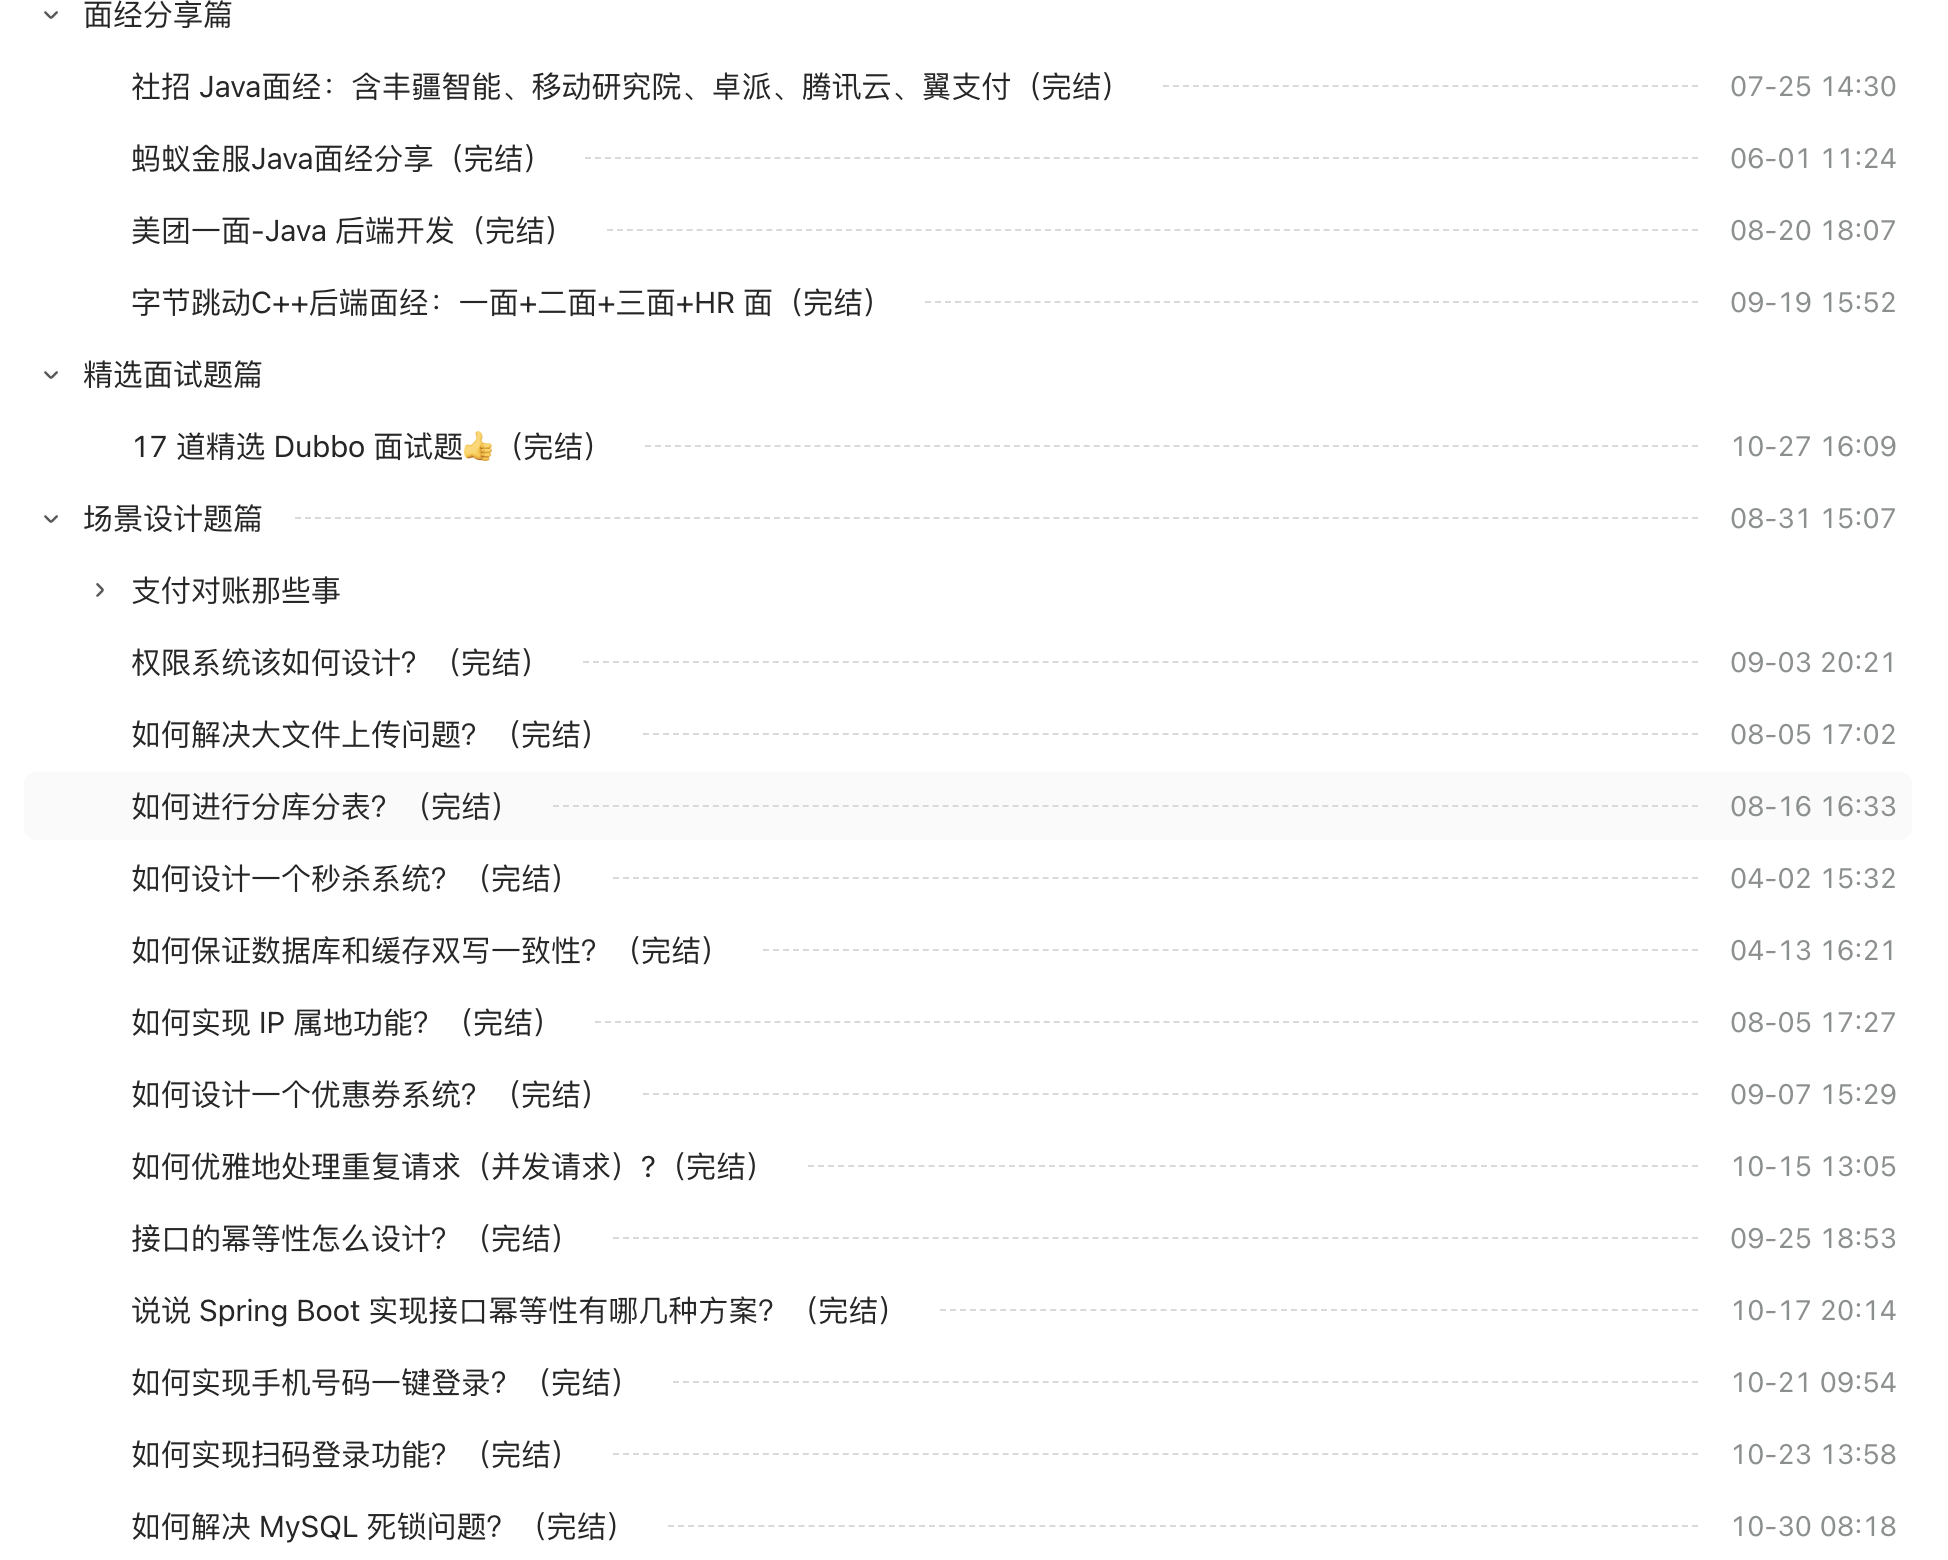 面经分享篇
社招 Java面经：含丰疆智能、移动研究院、卓派、腾讯云、翼支付（完结） 07-25 14:30
蚂蚁金服Java面经分享（完结） 06-01 11:24
美团一面-Java 后端开发（完结） 08-20 18:07
字节跳动C++后端面经：一面+二面+三面+HR 面（完结） 09-19 15:52
精选面试题篇
17 道精选 Dubbo 面试题👍（完结） 10-27 16:09
场景设计题篇 08-31 15:07
支付对账那些事
权限系统该如何设计？（完结） 09-03 20:21
如何解决大文件上传问题？（完结） 08-05 17:02
如何进行分库分表？（完结） 08-16 16:33
如何设计一个秒杀系统？（完结） 04-02 15:32
如何保证数据库和缓存双写一致性？（完结） 04-13 16:21
如何实现 IP 属地功能？（完结） 08-05 17:27
如何设计一个优惠券系统？（完结） 09-07 15:29
如何优雅地处理重复请求（并发请求）?（完结） 10-15 13:05
接口的幂等性怎么设计？（完结） 09-25 18:53
说说 Spring Boot 实现接口幂等性有哪几种方案？（完结） 10-17 20:14
如何实现手机号码一键登录？（完结） 10-21 09:54
如何实现扫码登录功能？（完结） 10-23 13:58
如何解决 MySQL 死锁问题？（完结） 10-30 08:18